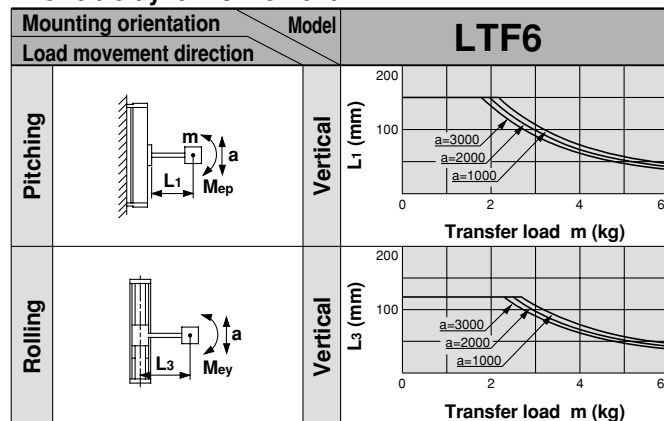 Mounting orientation
Model
Load movement direction
LTF6
Pitching
m
a
L1
Mep
Vertical
L1 (mm)
200
100
a=3000
a=2000
a=1000
0 2 4 6
Transfer load m (kg)
Rolling
a
L3
Mey
Vertical
L3 (mm)
200
100
a=3000
a=2000
a=1000
0 2 4 6
Transfer load m (kg)